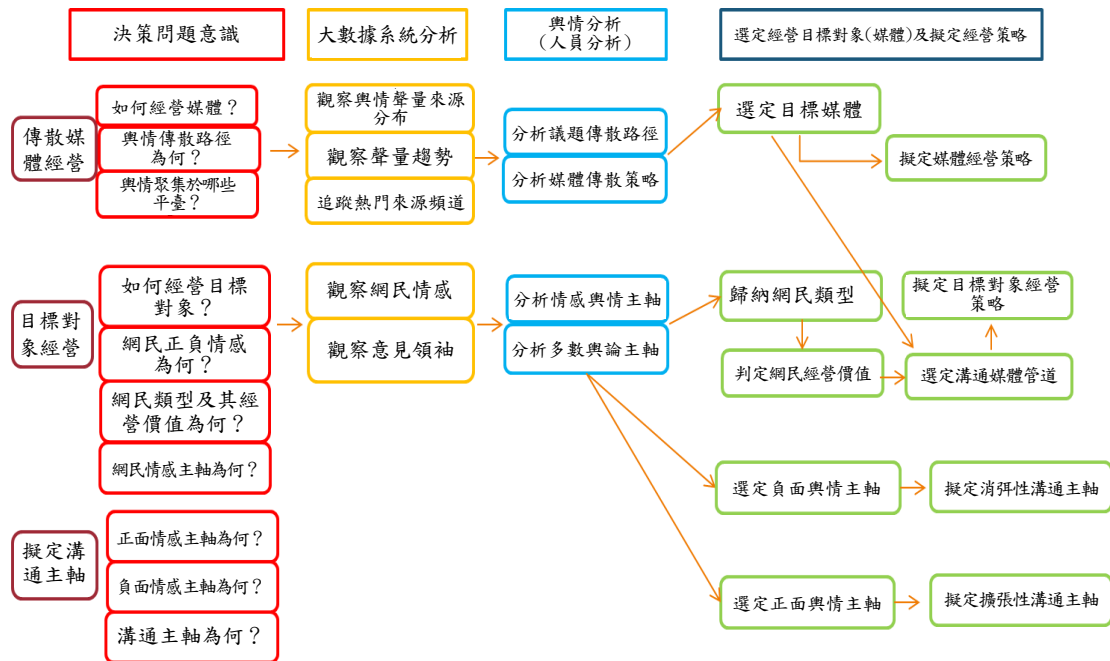 決策問題意識
大數據系統分析
輿情分析
(人員分析)
選定經營目標對象(媒體)及擬定經營策略
傳散媒
體經營
如何經營媒體？
輿情傳散路徑
為何？
輿情聚集於哪些
平臺？
觀察輿情聲量來源
分布
觀察聲量趨勢
追蹤熱門來源頻道
分析議題傳散路徑
分析媒體傳散策略
選定目標媒體
擬定媒體經營策略
目標對
象經營
如何經營目標
對象？
網民正負情感
為何？
網民類型及其經
營價值為何？
網民情感主軸為何？
觀察網民情感
觀察意見領袖
分析情感輿情主軸
分析多數輿論主軸
歸納網民類型
判定網民經營價值
擬定目標對象經營
策略
選定溝通媒體管道
選定負面輿情主軸
擬定消弭性溝通主軸
擬定溝
通主軸
正面情感主軸為何？
負面情感主軸為何？
溝通主軸為何？
選定正面輿情主軸
擬定擴張性溝通主軸